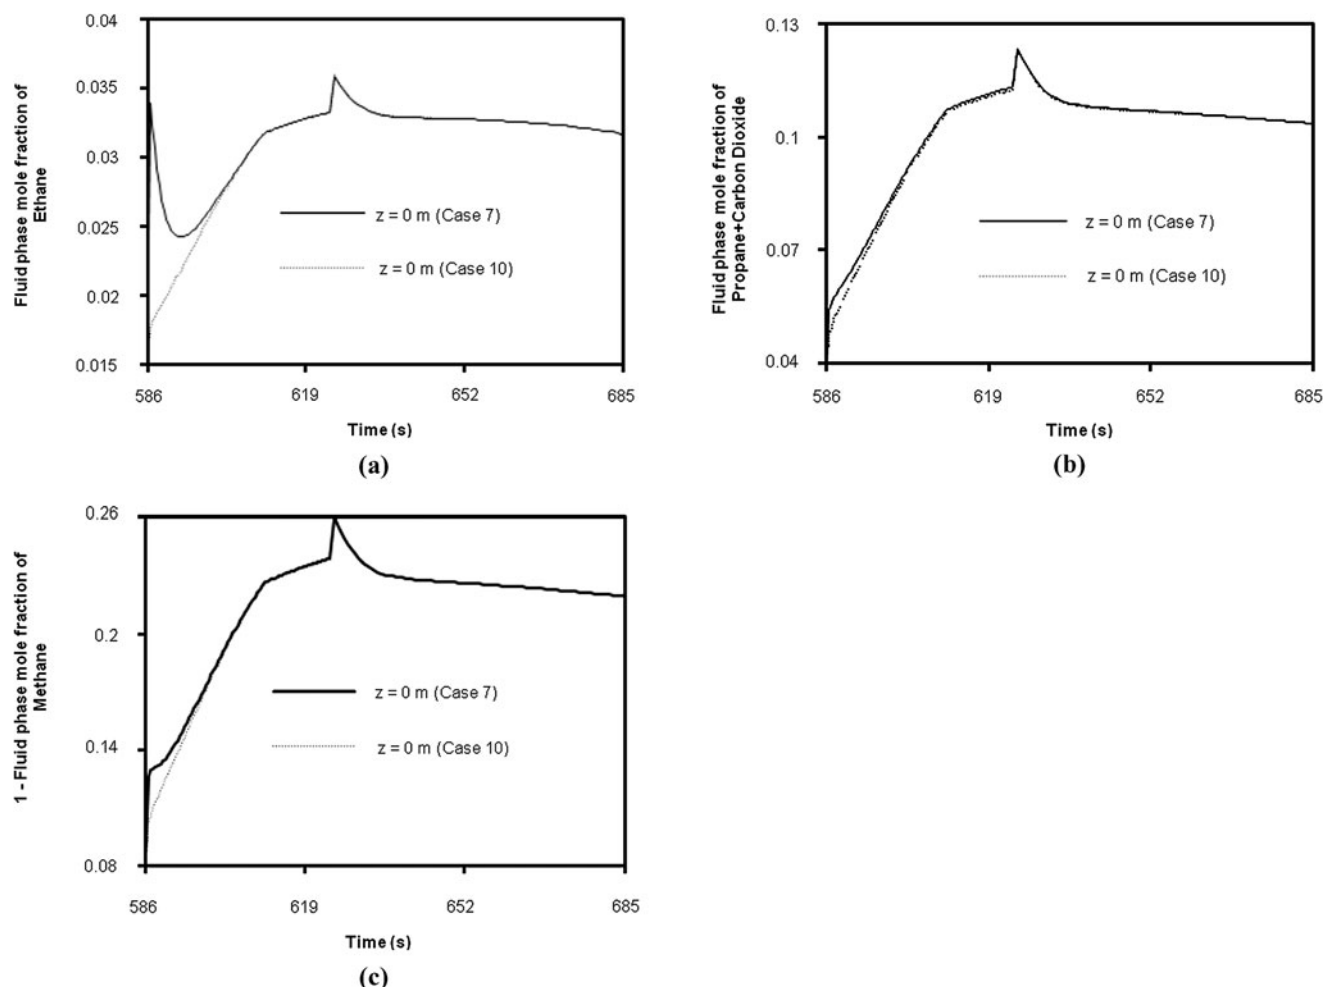 Fluid phase mole fraction of
Ethane
0.04
0.035
0.03
0.025
0.02
0.015
z = 0 m (Case 7)
z = 0 m (Case 10)
586
619
652
685
Time (s)
(a)
Fluid phase mole fraction of
Propane+Carbon Dioxide
0.13
0.1
0.07
0.04
z = 0 m (Case 7)
z = 0 m (Case 10)
586
619
652
685
Time (s)
(b)
1 - Fluid phase mole fraction of
Methane
0.26
0.2
0.14
0.08
z = 0 m (Case 7)
z = 0 m (Case 10)
586
619
652
685
Time (s)
(c)